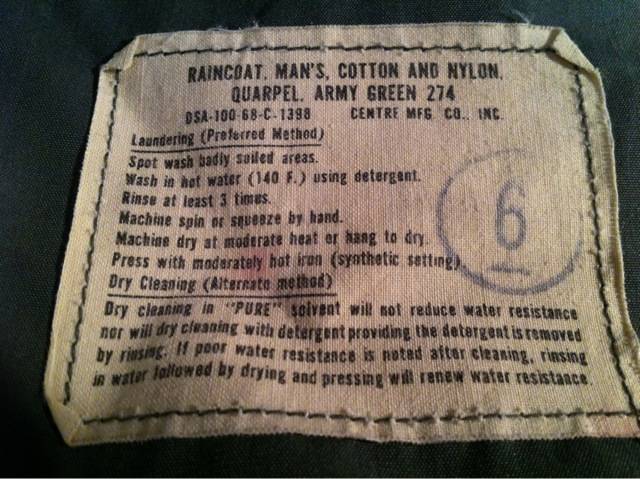 RAINCOAT, MAN'S, COTTON AND NYLON,
QUARPEL, ARMY GREEN 274
DSA-100-68-C-1398 CENTRE MFG. CO., INC.
Laundering (Preferred Method)
Spot wash badly soiled areas.
Wash in hot water (140 F.) using detergent.
Rinse at least 3 times.
Machine spin or squeeze by hand.
Machine dry at moderate heat or hang to dry.
Press with moderately hot iron (synthetic setting)
6
Dry Cleaning (Alternate method)
Dry cleaning in "PURE" solvent will not reduce water resistance
nor will dry cleaning with detergent providing the detergent is removed
by rinsing. If poor water resistance is noted after cleaning, rinsing
in water followed by drying and pressing will renew water resistance.